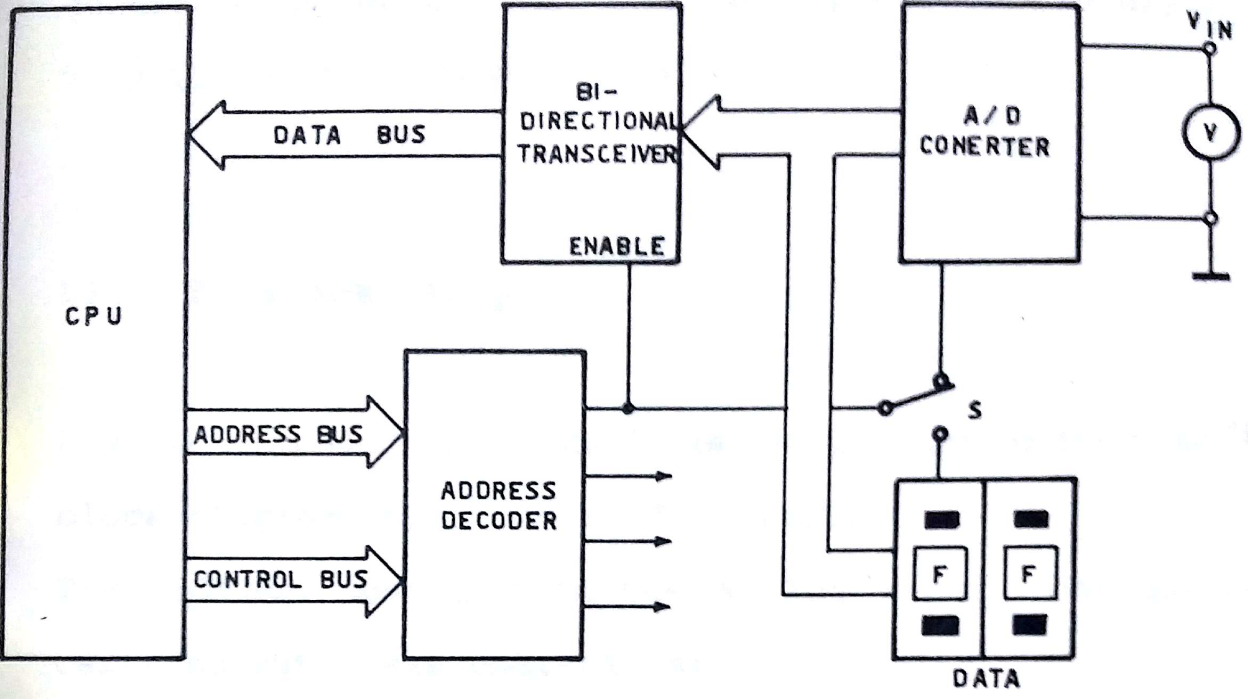 V IN
BI-
DIRECTIONAL
TRANSCEIVER
A/D
CONERTER
V
DATA BUS
ENABLE
CPU
S
ADDRESS BUS
ADDRESS
DECODER
CONTROL BUS
F F
DATA